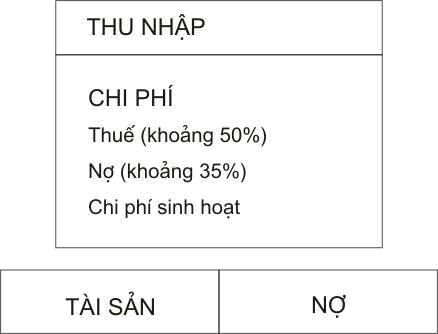 THU NHẬP
CHI PHÍ
Thuế (khoảng 50%)
Nợ (khoảng 35%)
Chi phí sinh hoạt
TÀI SẢN
NỢ